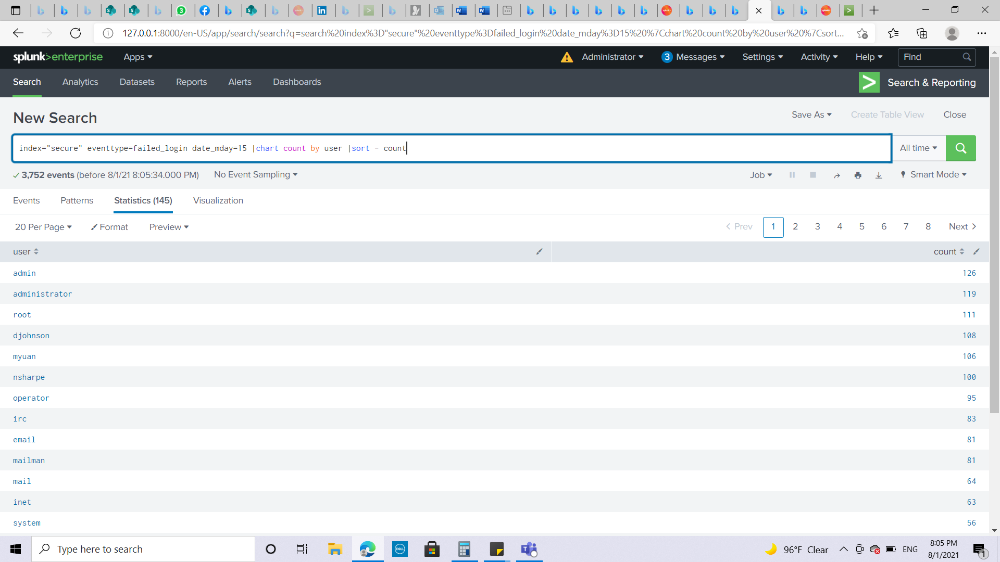 3
127.0.0.1:8000/en-US/app/search/search?q=search%20index%3D"secure"%20eventtype%3Dfailed_login%20date_mday%3D15%20%7Cchart%20count%20by%20user%20%7Csort...
splunk>enterprise Apps Administrator 3 Messages Settings Activity Help Find
Search Analytics Datasets Reports Alerts Dashboards > Search & Reporting
New Search Save As Create Table View Close
index="secure" eventtype=failed_login date_mday=15 |chart count by user |sort - count All time
✓ 3,752 events (before 8/1/21 8:05:34.000 PM) No Event Sampling Job Smart Mode
Events Patterns Statistics (145) Visualization
20 Per Page Format Preview < Prev 1 2 3 4 5 6 7 8 Next >
user count
admin 126
administrator 119
root 111
djohnson 108
myuan 106
nsharpe 100
operator 95
irc 83
email 81
mailman 81
mail 64
inet 63
system 56
Type here to search DELL 96°F Clear ENG 8:05 PM
8/1/2021 1